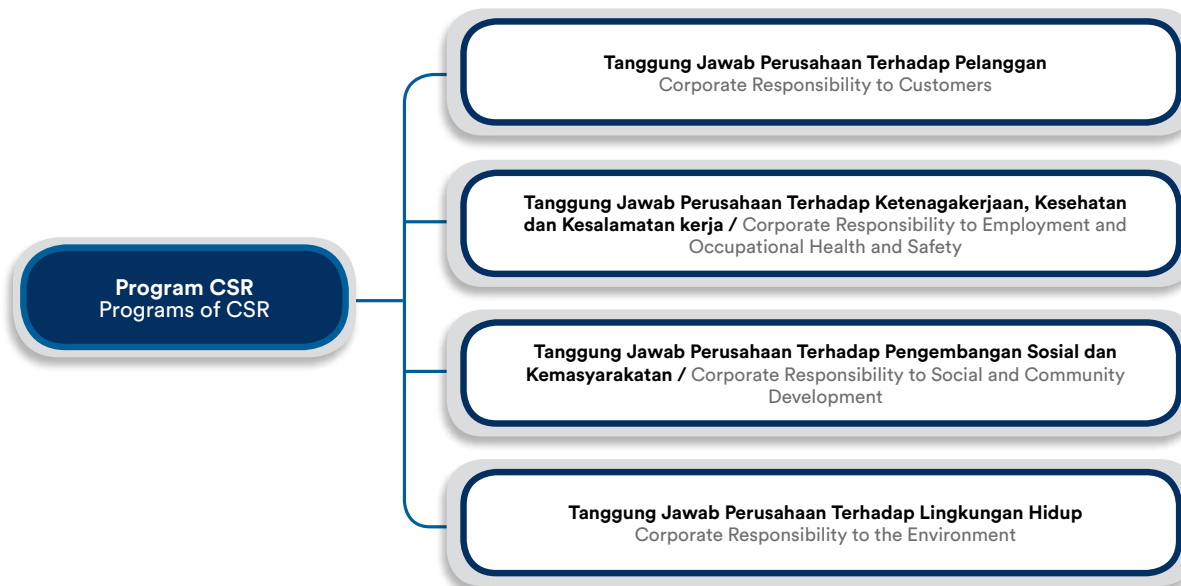 Tanggung Jawab Perusahaan Terhadap Pelanggan
Corporate Responsibility to Customers
Tanggung Jawab Perusahaan Terhadap Ketenagakerjaan, Kesehatan
dan Kesalamatan kerja / Corporate Responsibility to Employment and
Occupational Health and Safety
Program CSR
Programs of CSR
Tanggung Jawab Perusahaan Terhadap Pengembangan Sosial dan
Kemasyarakatan / Corporate Responsibility to Social and Community
Development
Tanggung Jawab Perusahaan Terhadap Lingkungan Hidup
Corporate Responsibility to the Environment